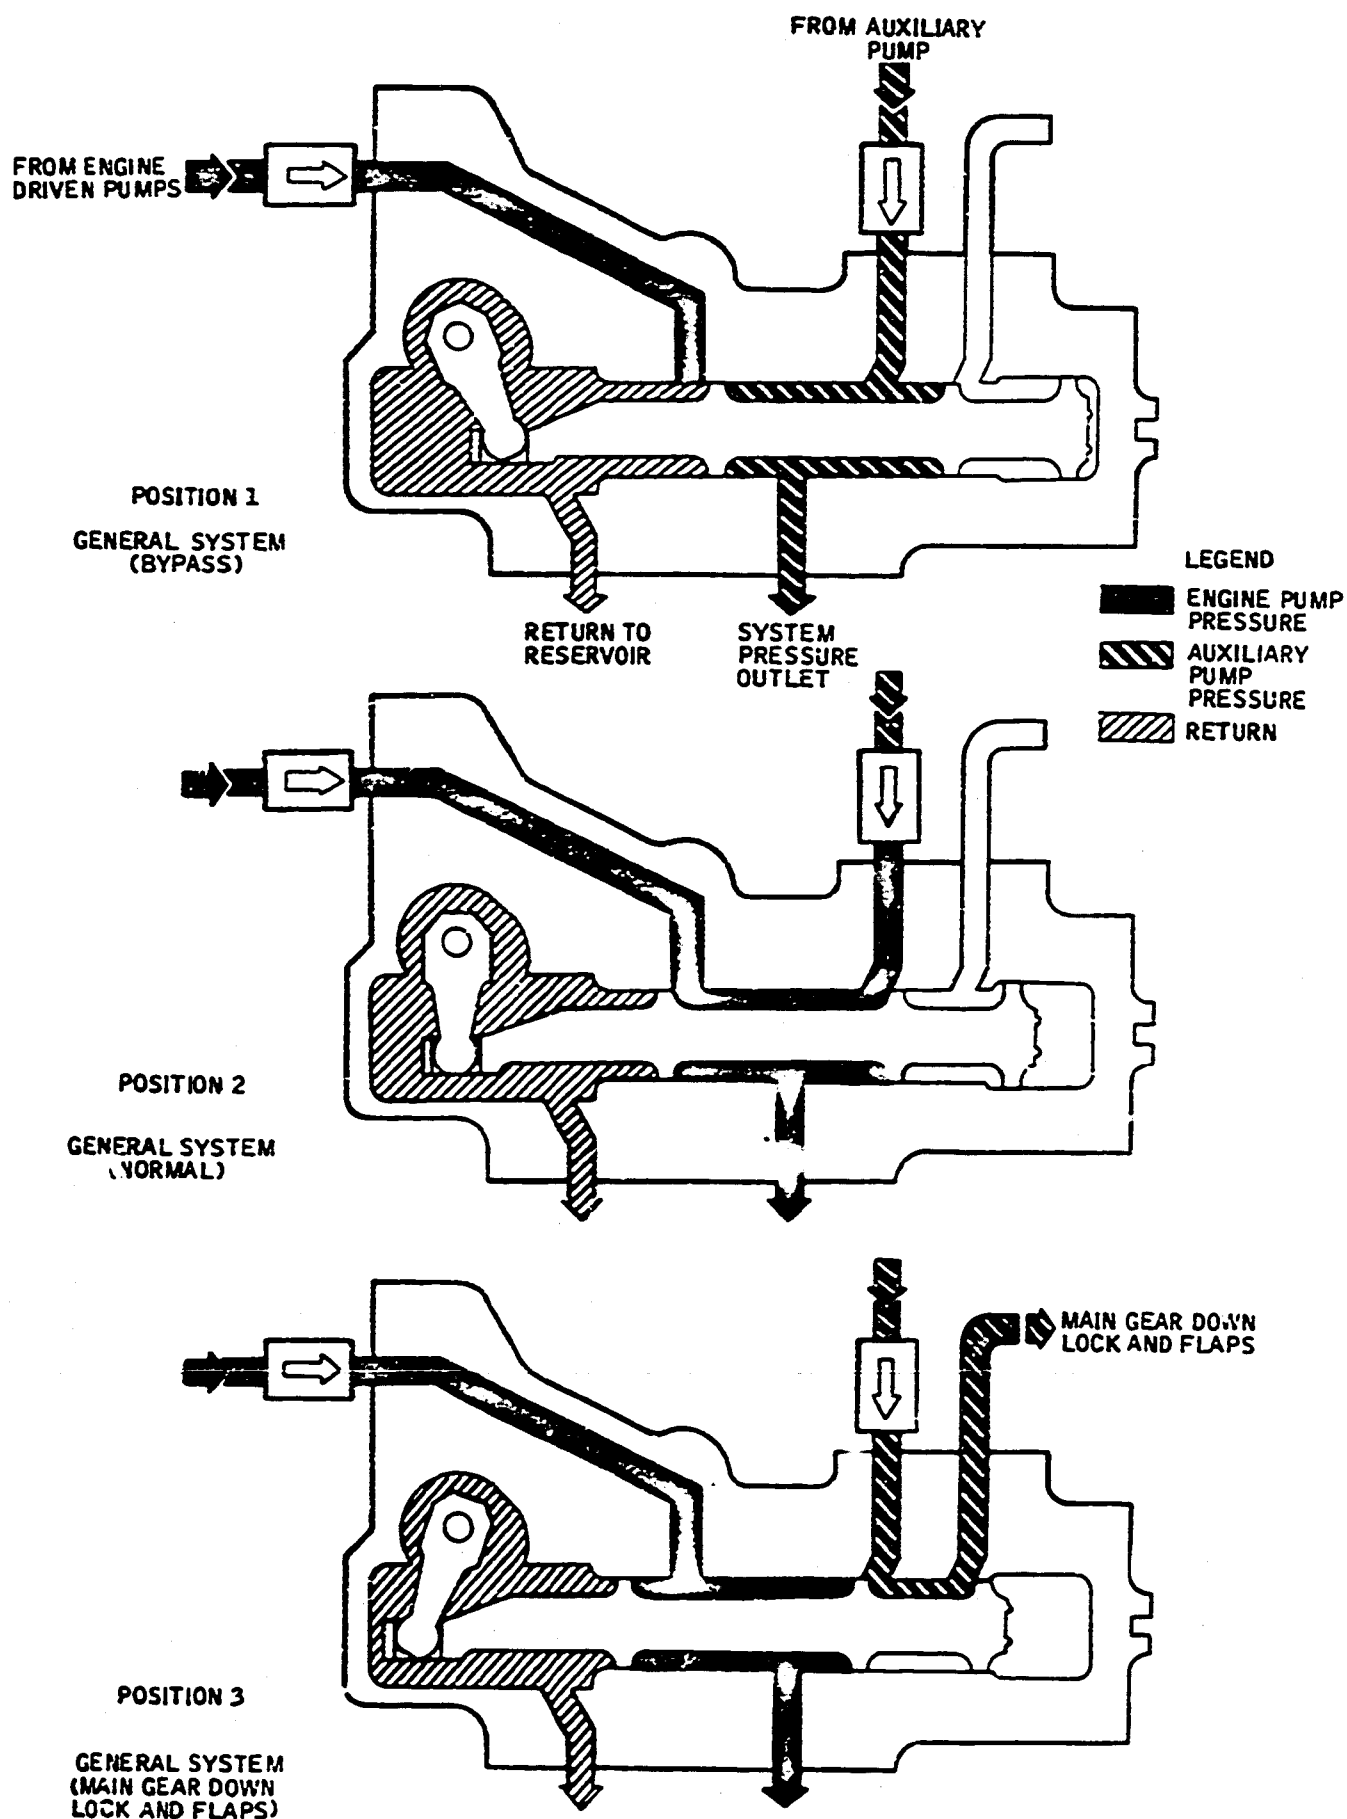 FROM AUXILIARY
PUMP
FROM ENGINE
DRIVEN PUMPS
POSITION 1
GENERAL SYSTEM
(BYPASS)
RETURN TO
RESERVOIR
SYSTEM
PRESSURE
OUTLET
LEGEND
ENGINE PUMP
PRESSURE
AUXILIARY
PUMP
PRESSURE
RETURN
POSITION 2
GENERAL SYSTEM
(NORMAL)
MAIN GEAR DOWN
LOCK AND FLAPS
POSITION 3
GENERAL SYSTEM
(MAIN GEAR DOWN
LOCK AND FLAPS)